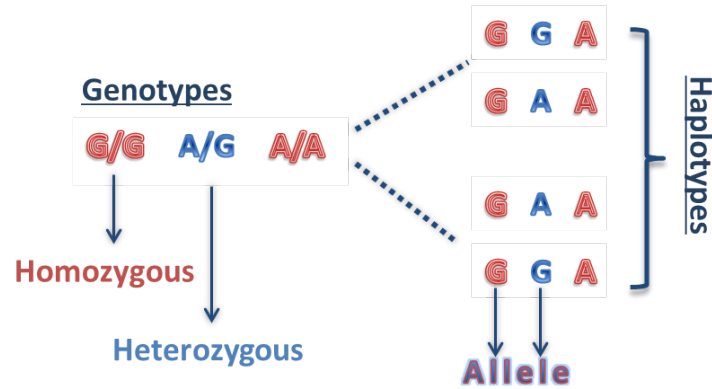 Genotypes
G/G A/G A/A
Homozygous
Heterozygous
G G A
G A A
G A A
G G A
Allele
Haplotypes